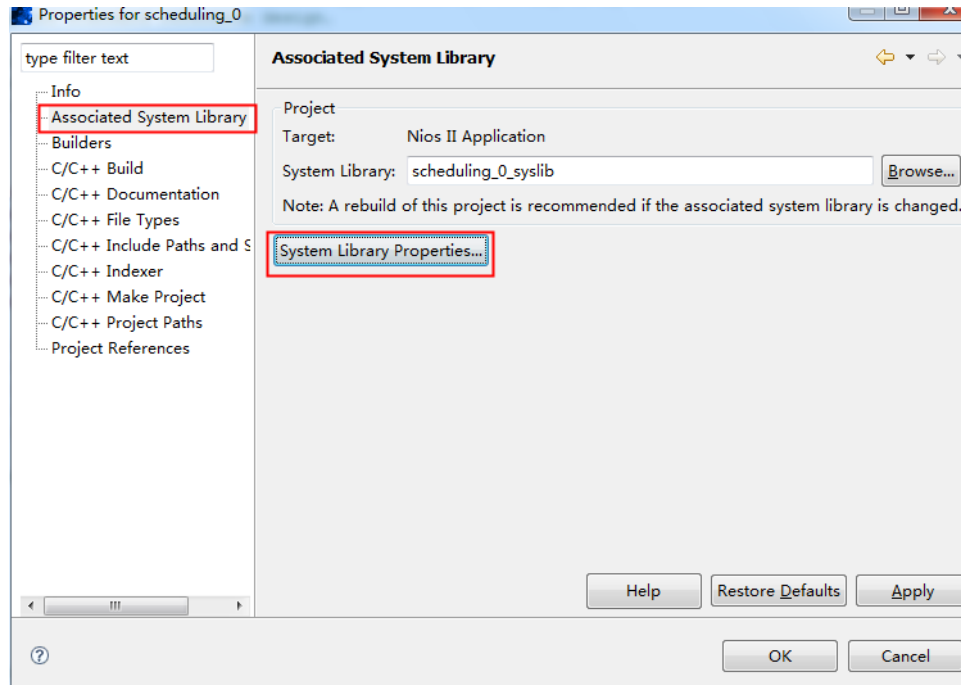 Properties for scheduling_0
type filter text
Info
Associated System Library
Builders
C/C++ Build
C/C++ Documentation
C/C++ File Types
C/C++ Include Paths and S
C/C++ Indexer
C/C++ Make Project
C/C++ Project Paths
Project References
Associated System Library
Project
Target: Nios II Application
System Library: scheduling_0_syslib Browse...
Note: A rebuild of this project is recommended if the associated system library is changed.
System Library Properties...
Help Restore Defaults Apply
OK Cancel